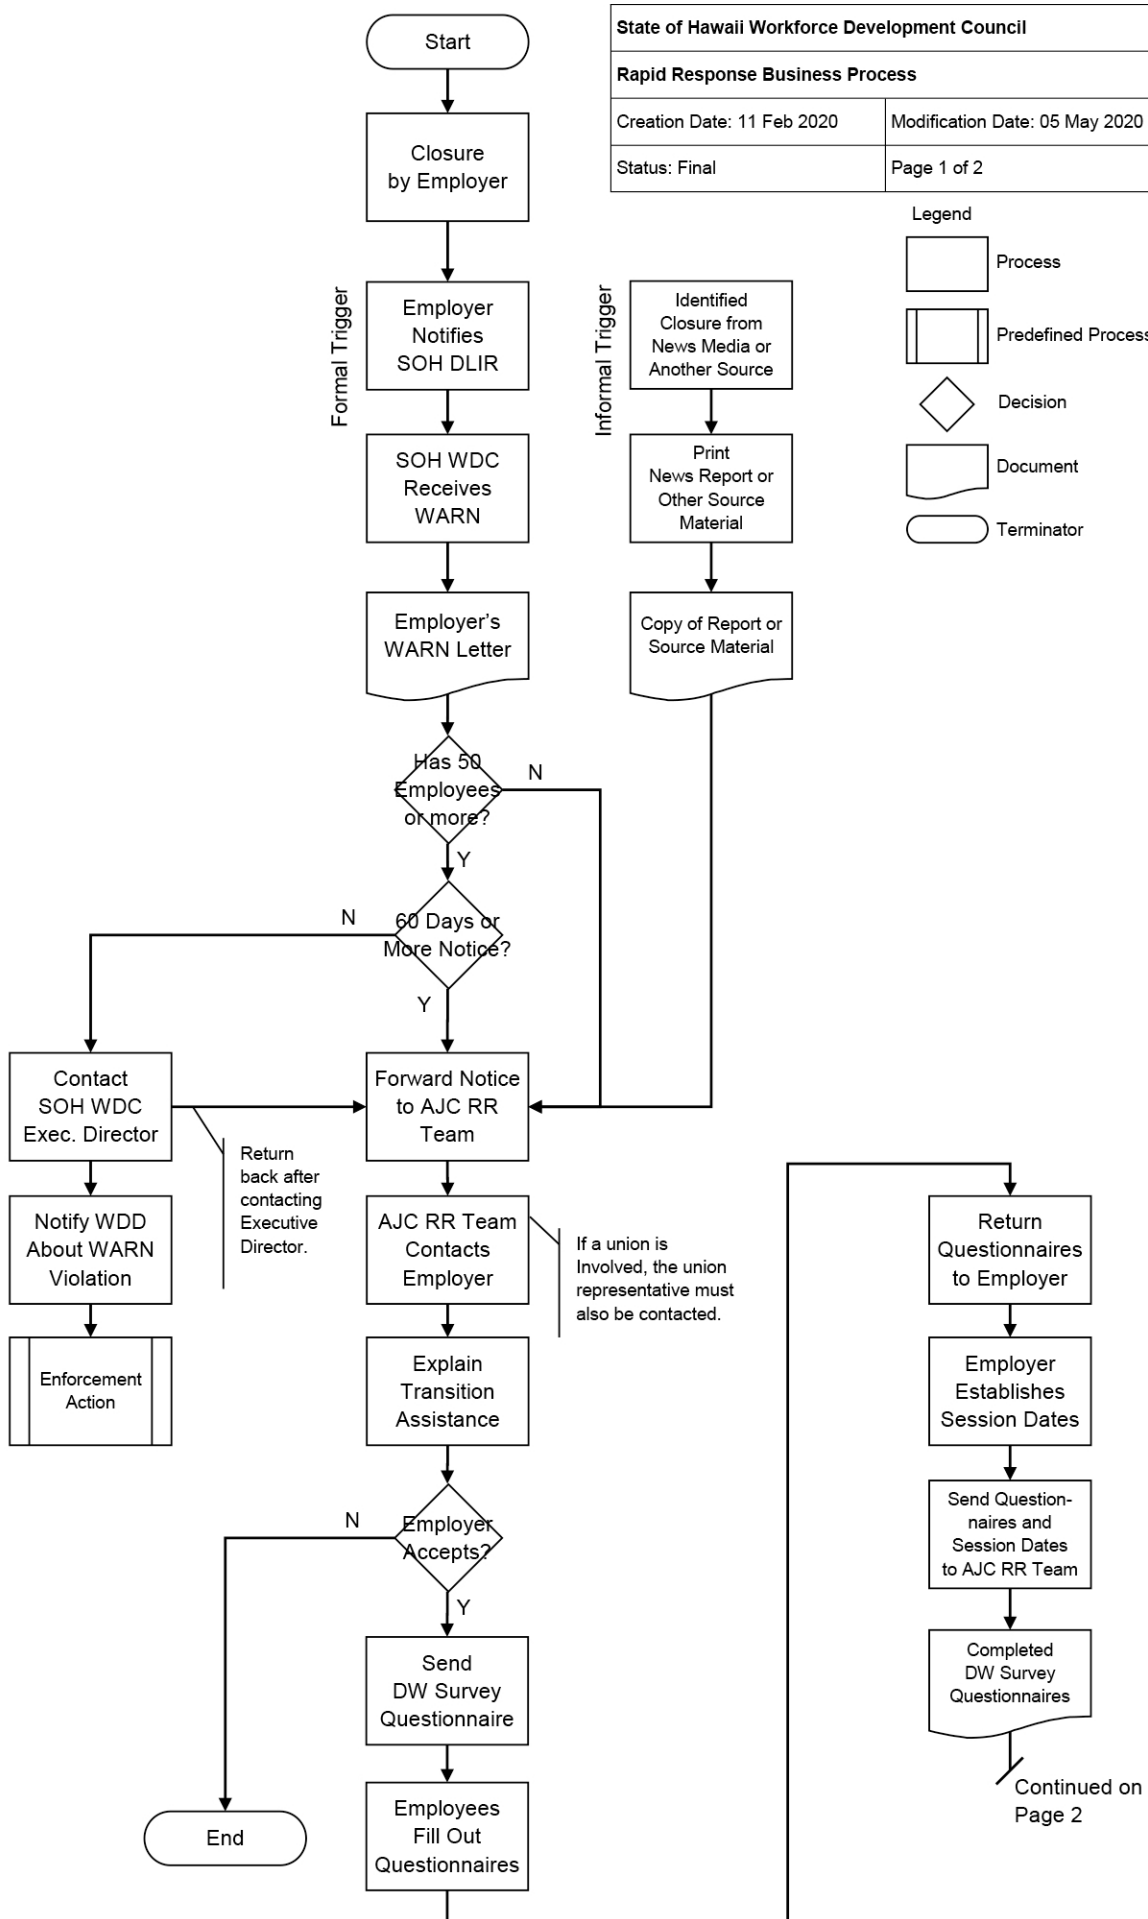 Start
State of Hawaii Workforce Development Council
Rapid Response Business Process
Creation Date: 11 Feb 2020
Modification Date: 05 May 2020
Status: Final
Page 1 of 2
Legend
Process
Predefined Process
Decision
Document
Terminator
Closure
by Employer
Formal Trigger
Employer
Notifies
SOH DLIR
SOH WDC
Receives
WARN
Employer's
WARN Letter
Informal Trigger
Identified
Closure from
News Media or
Another Source
Print
News Report or
Other Source
Material
Copy of Report or
Source Material
Has 50
Employees
or more?
N
Y
60 Days or
More Notice?
N
Y
Contact
SOH WDC
Exec. Director
Return
back after
contacting
Executive
Director.
Notify WDD
About WARN
Violation
Enforcement
Action
Forward Notice
to AJC RR
Team
AJC RR Team
Contacts
Employer
If a union is
Involved, the union
representative must
also be contacted.
Explain
Transition
Assistance
Employer
Accepts?
N
Y
End
Send
DW Survey
Questionnaire
Employees
Fill Out
Questionnaires
Return
Questionnaires
to Employer
Employer
Establishes
Session Dates
Send Question-
naires and
Session Dates
to AJC RR Team
Completed
DW Survey
Questionnaires
Continued on
Page 2